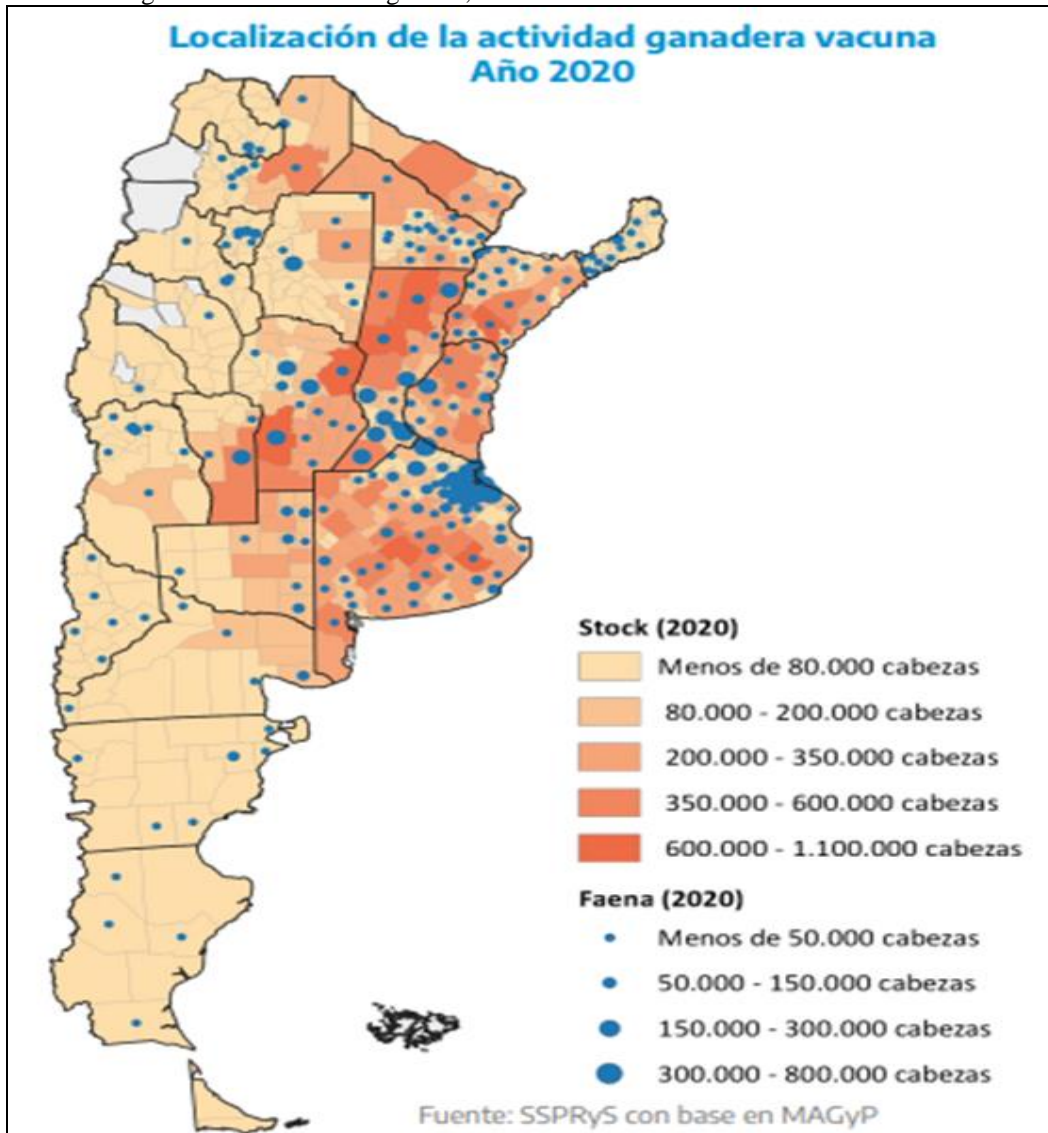 Localización de la actividad ganadera vacuna
Año 2020
Stock (2020)
Menos de 80.000 cabezas
80.000 - 200.000 cabezas
200.000 - 350.000 cabezas
350.000 - 600.000 cabezas
600.000 - 1.100.000 cabezas
Faena (2020)
Menos de 50.000 cabezas
50.000 - 150.000 cabezas
150.000 - 300.000 cabezas
300.000 - 800.000 cabezas
Fuente: SSPRyS con base en MAGyP